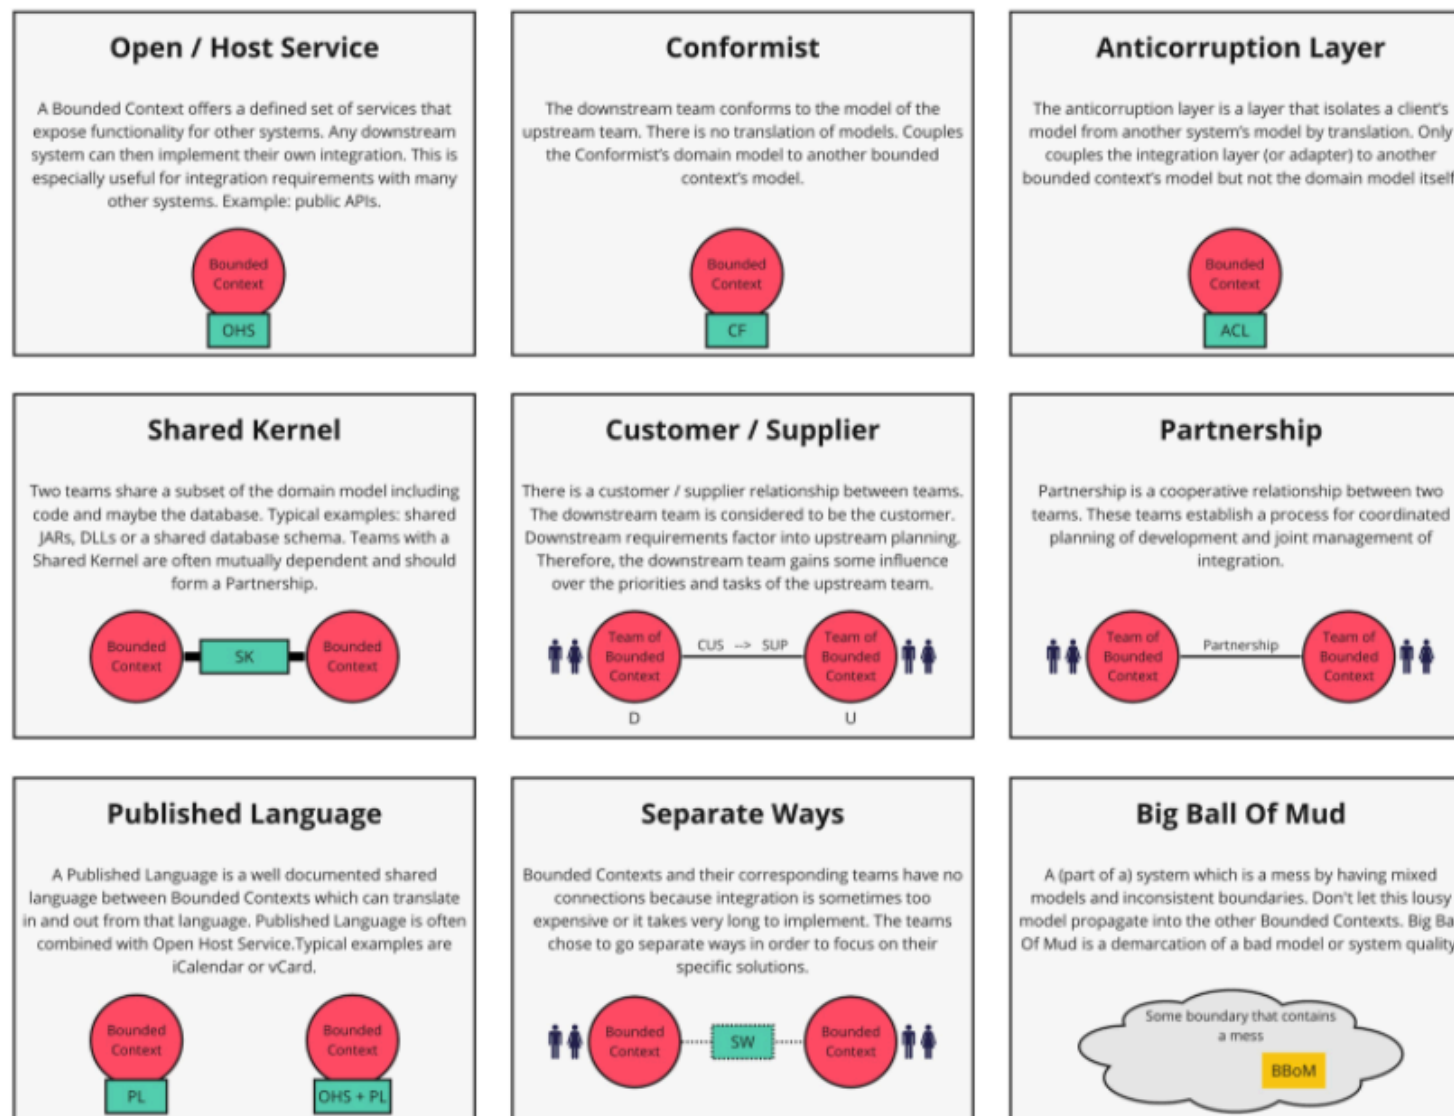 Open / Host Service
A Bounded Context offers a defined set of services that
expose functionality for other systems. Any downstream
system can then implement their own integration. This is
especially useful for integration requirements with many
other systems. Example: public APIs.
Bounded
Context
OHS
Conformist
The downstream team conforms to the model of the
upstream team. There is no translation of models. Couples
the Conformist's domain model to another bounded
context's model.
Bounded
Context
CF
Anticorruption Layer
The anticorruption layer is a layer that isolates a client's
model from another system's model by translation. Only
couples the integration layer (or adapter) to another
bounded context's model but not the domain model itself
Bounded
Context
ACL
Shared Kernel
Two teams share a subset of the domain model including
code and maybe the database. Typical examples: shared
JARs, DLLs or a shared database schema. Teams with a
Shared Kernel are often mutually dependent and should
form a Partnership.
Bounded
Context
SK
Bounded
Context
Customer / Supplier
There is a customer / supplier relationship between teams.
The downstream team is considered to be the customer.
Downstream requirements factor into upstream planning.
Therefore, the downstream team gains some influence
over the priorities and tasks of the upstream team.
Team of
Bounded
Context
CUS --> SUP
Team of
Bounded
Context
D
U
Partnership
Partnership is a cooperative relationship between two
teams. These teams establish a process for coordinated
planning of development and joint management of
integration.
Team of
Bounded
Context
Partnership
Team of
Bounded
Context
Published Language
A Published Language is a well documented shared
language between Bounded Contexts which can translate
in and out from that language. Published Language is often
combined with Open Host Service.Typical examples are
iCalendar or vCard.
Bounded
Context
PL
Bounded
Context
OHS + PL
Separate Ways
Bounded Contexts and their corresponding teams have no
connections because integration is sometimes too
expensive or it takes very long to implement. The teams
chose to go separate ways in order to focus on their
specific solutions.
Bounded
Context
SW
Bounded
Context
Big Ball Of Mud
A (part of a) system which is a mess by having mixed
models and inconsistent boundaries. Don't let this lousy
model propagate into the other Bounded Contexts. Big
Of Mud is a demarcation of a bad model or system quality
Some boundary that contains
a mess
BBoM